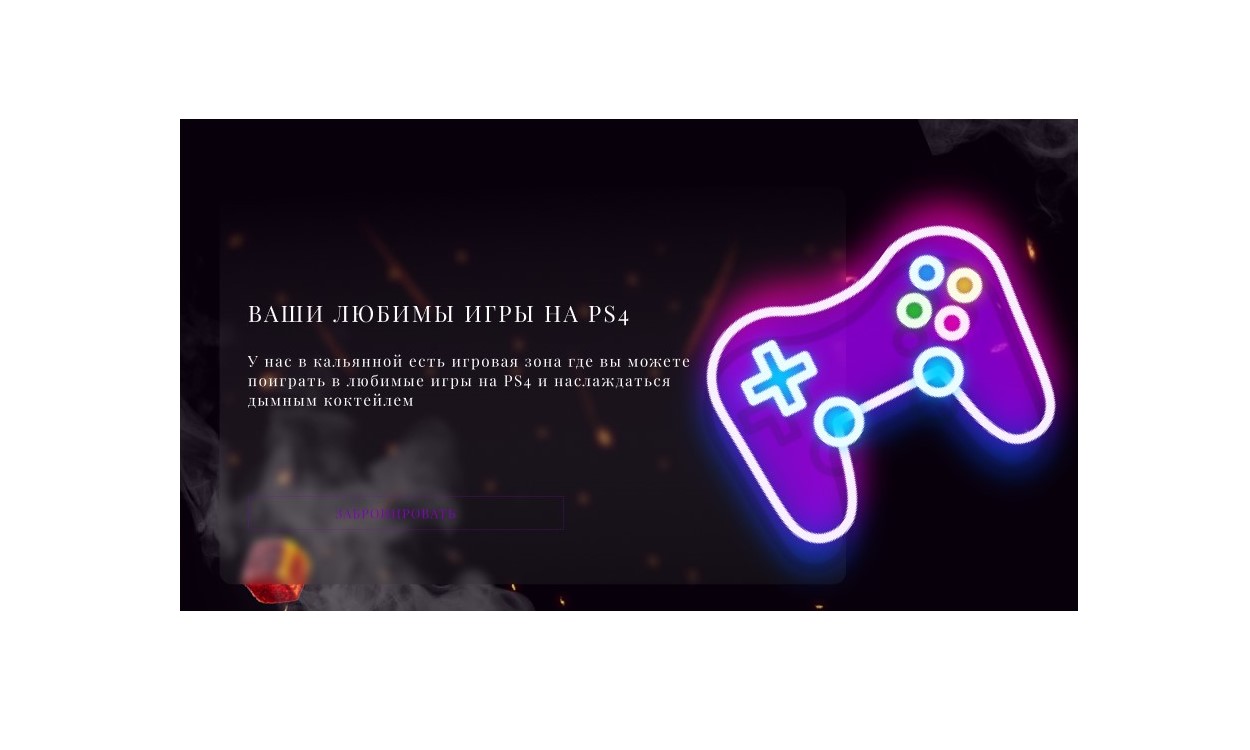 ВАШИ ЛЮБИМЫ ИГРЫ НА PS4
У нас в кальянной есть игровая зона где вы можете
поиграть в любимые игры на PS4 и наслаждаться
дымным коктейлем
ЗАБРОНИРОВАТЬ